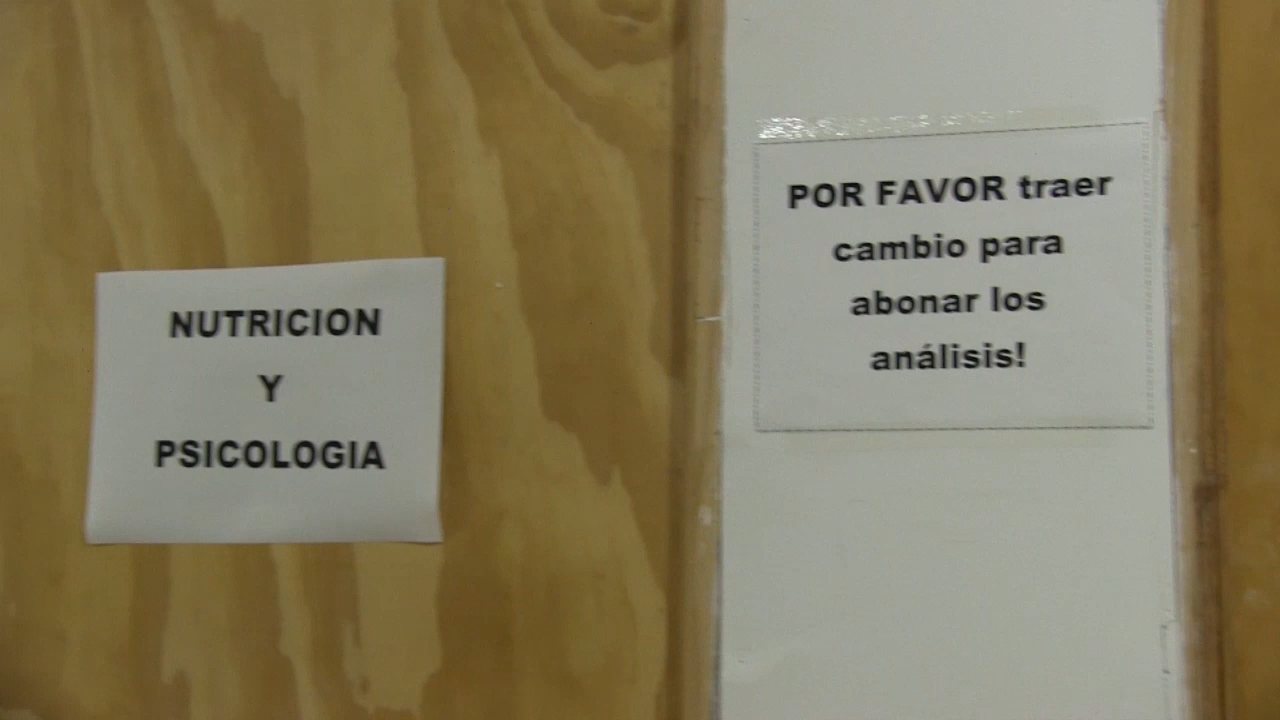 NUTRICION
Y
PSICOLOGIA
POR FAVOR traer
cambio para
abonar los
análisis!